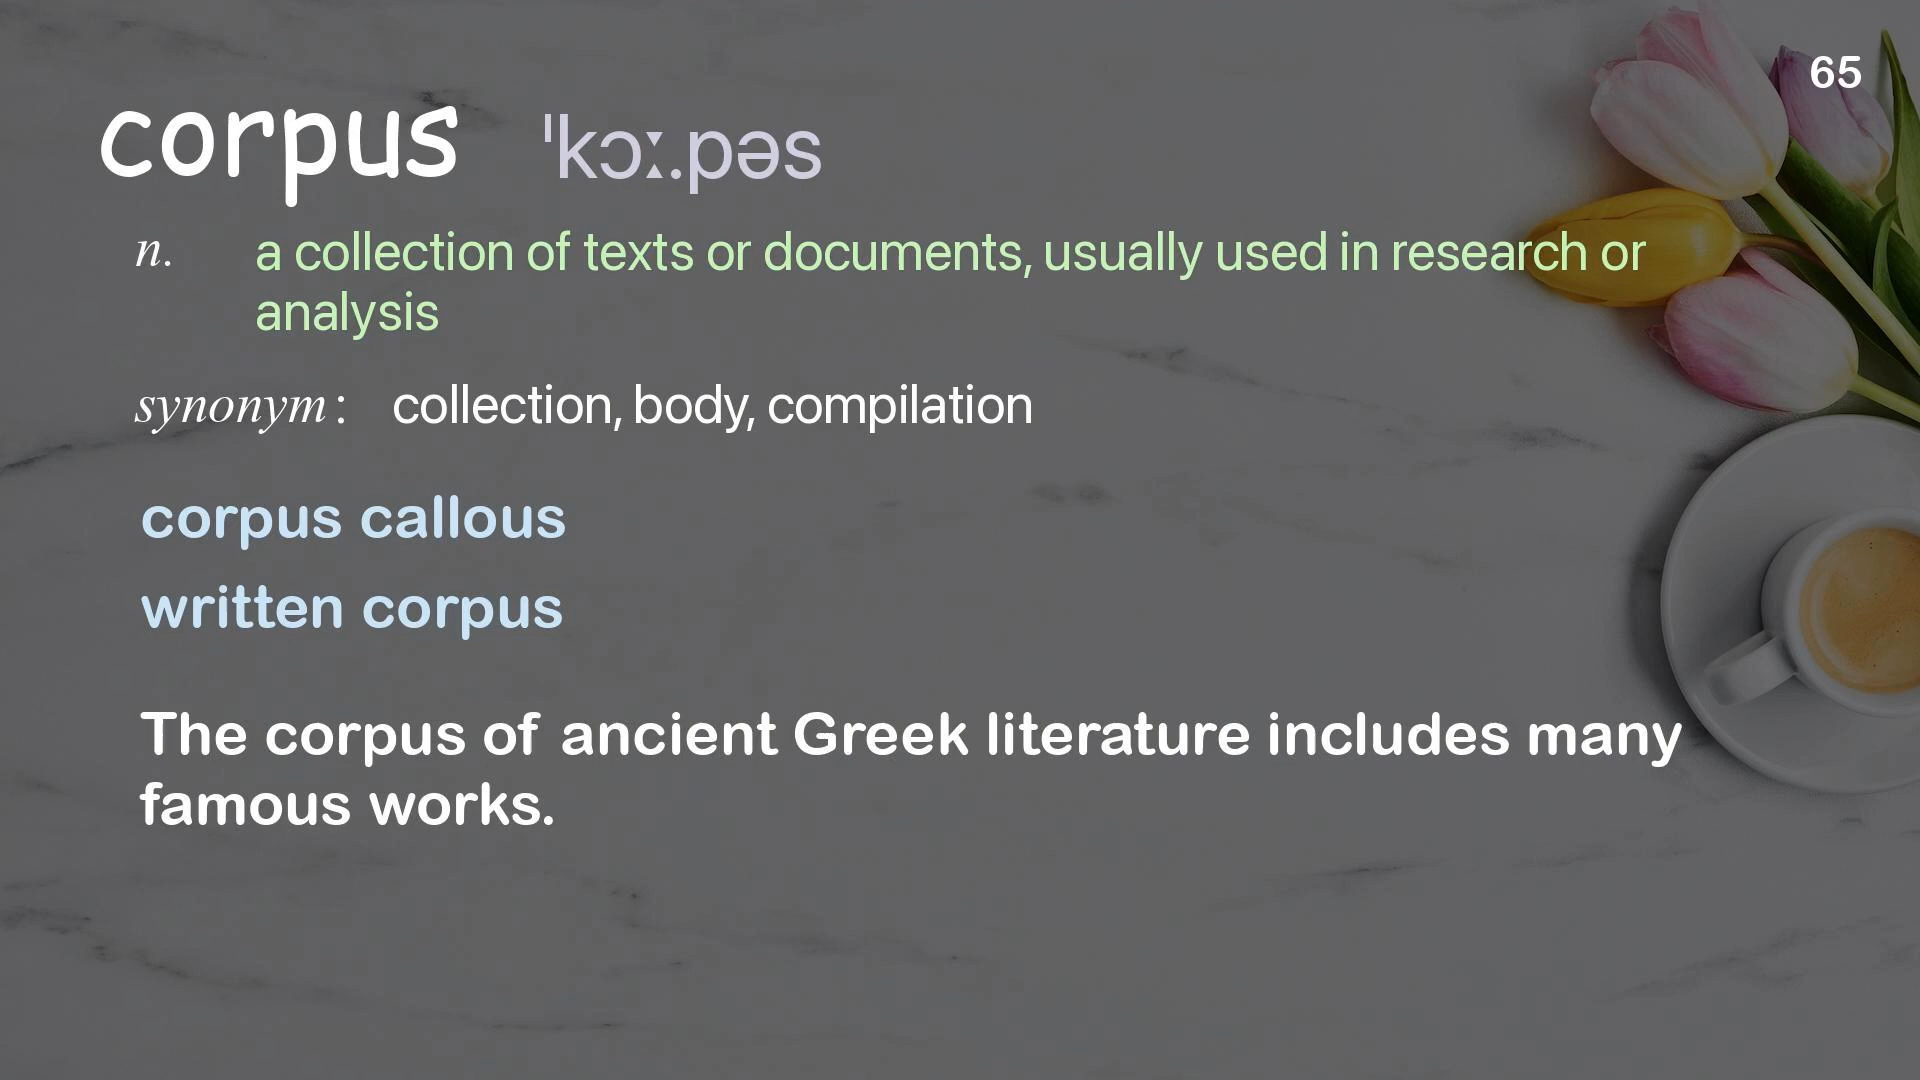 65
corpus ˈkɔː.pəs
n. a collection of texts or documents, usually used in research or
analysis
synonym : collection, body, compilation
corpus callous
written corpus
The corpus of ancient Greek literature includes many
famous works.